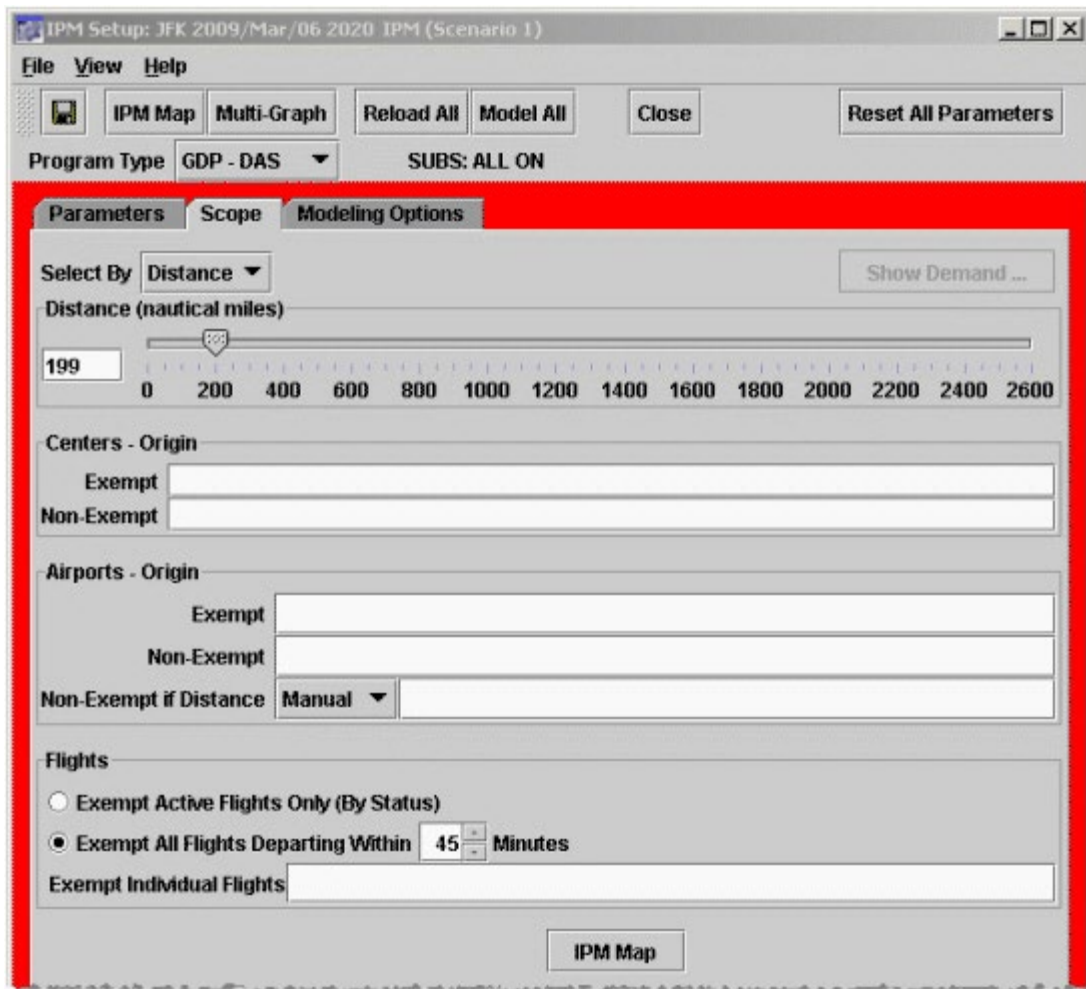 IPM Setup: JFK 2009/Mar/06 2020 IPM (Scenario 1)
File View Help
IPM Map Multi-Graph Reload All Model All Close Reset All Parameters
Program Type GDP - DAS SUBS: ALL ON
Parameters Scope Modeling Options
Select By Distance Show Demand ...
Distance (nautical miles)
199
0 200 400 600 800 1000 1200 1400 1600 1800 2000 2200 2400 2600
Centers - Origin
Exempt
Non-Exempt
Airports - Origin
Exempt
Non-Exempt
Non-Exempt if Distance Manual
Flights
Exempt Active Flights Only (By Status)
Exempt All Flights Departing Within 45 Minutes
Exempt Individual Flights
IPM Map